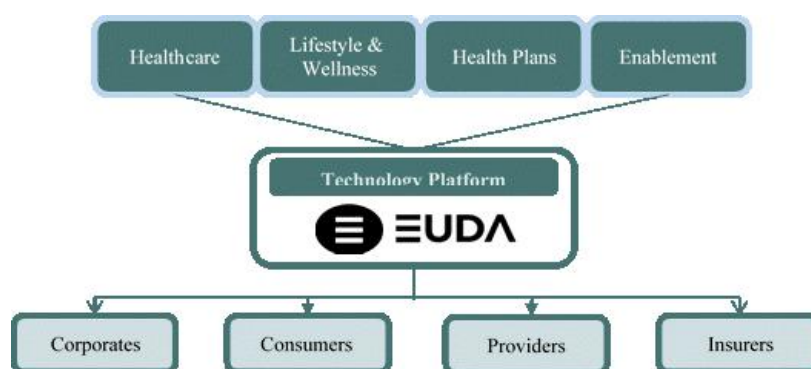 Healthcare
Lifestyle &
Wellness
Health Plans
Enablement
Technology Platform
EUDA
Corporates
Consumers
Providers
Insurers